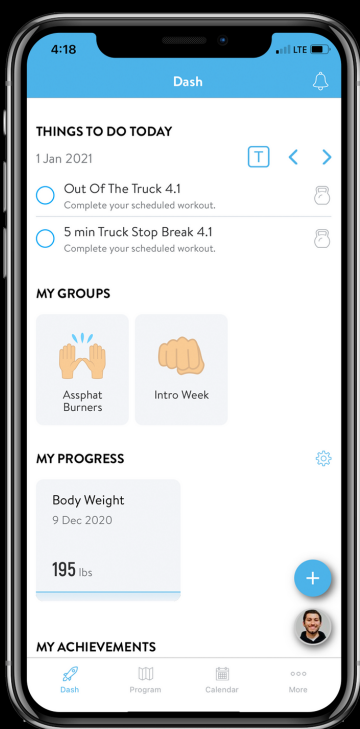 4:18
LTE
Dash
THINGS TO DO TODAY
1 Jan 2021
T
Out Of The Truck 4.1
Complete your scheduled workout.
5 min Truck Stop Break 4.1
Complete your scheduled workout.
MY GROUPS
Assphat
Burners
Intro Week
MY PROGRESS
Body Weight
9 Dec 2020
195 lbs
MY ACHIEVEMENTS
Dash
Program
Calendar
More